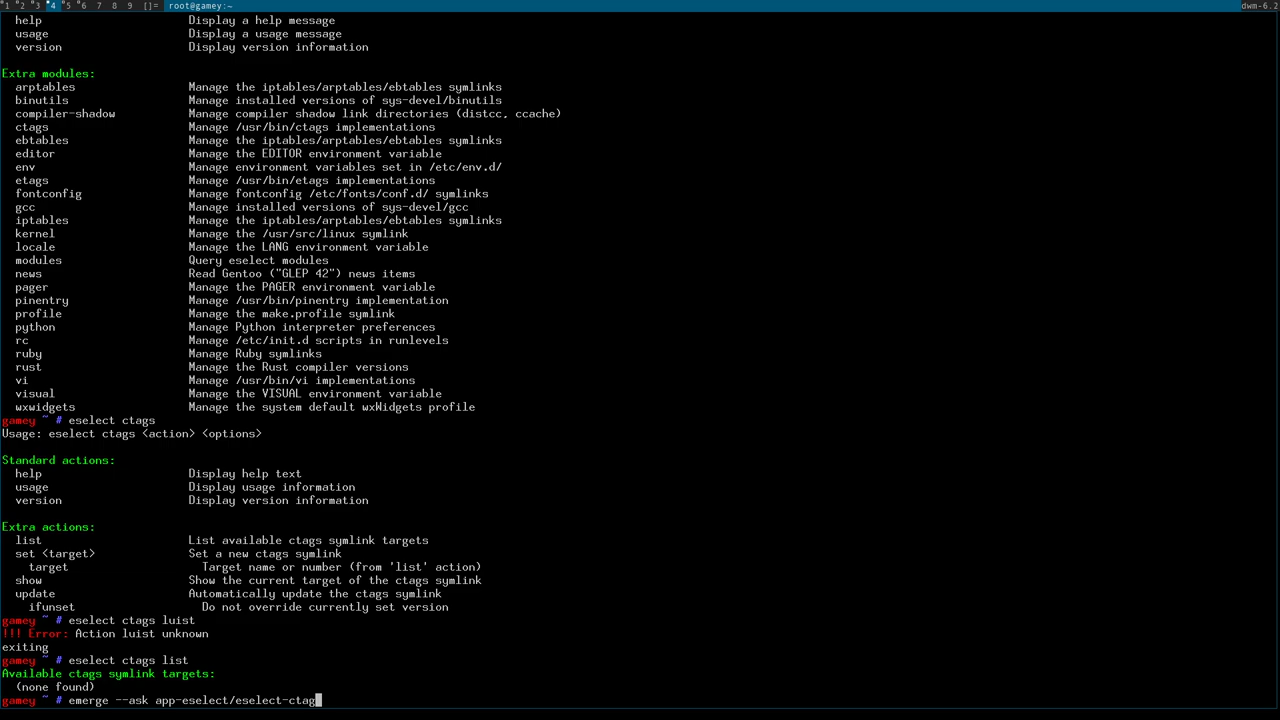 1 2 3 4 5 6 7 8 9 []= root@gamey:~ dwm-6.2
help Display a help message
usage Display a usage message
version Display version information
Extra modules:
arptables Manage the iptables/arptables/ebtables symlinks
binutils Manage installed versions of sys-devel/binutils
compiler-shadow Manage compiler shadow link directories (distcc, ccache)
ctags Manage /usr/bin/ctags implementations
ebtables Manage the iptables/arptables/ebtables symlinks
editor Manage the EDITOR environment variable
env Manage environment variables set in /etc/env.d/
etags Manage /usr/bin/etags implementations
fontconfig Manage fontconfig /etc/fonts/conf.d/ symlinks
gcc Manage installed versions of sys-devel/gcc
iptables Manage the iptables/arptables/ebtables symlinks
kernel Manage the /usr/src/linux symlink
locale Manage the LANG environment variable
modules Query eselect modules
news Read Gentoo ("GLEP 42") news items
pager Manage the PAGER environment variable
pinentry Manage /usr/bin/pinentry implementation
profile Manage the make.profile symlink
python Manage Python interpreter preferences
rc Manage /etc/init.d scripts in runlevels
ruby Manage Ruby symlinks
rust Manage the Rust compiler versions
vi Manage /usr/bin/vi implementations
visual Manage the VISUAL environment variable
wxwidgets Manage the system default wxWidgets profile
gamey ~ # eselect ctags
Usage: eselect ctags <action> <options>
Standard actions:
help Display help text
usage Display usage information
version Display version information
Extra actions:
list List available ctags symlink targets
set <target> Set a new ctags symlink
target Target name or number (from 'list' action)
show Show the current target of the ctags symlink
update Automatically update the ctags symlink
ifunset Do not override currently set version
gamey ~ # eselect ctags luist
!!! Error: Action luist unknown
exiting
gamey ~ # eselect ctags list
Available ctags symlink targets:
(none found)
gamey ~ # emerge --ask app-eselect/eselect-ctag